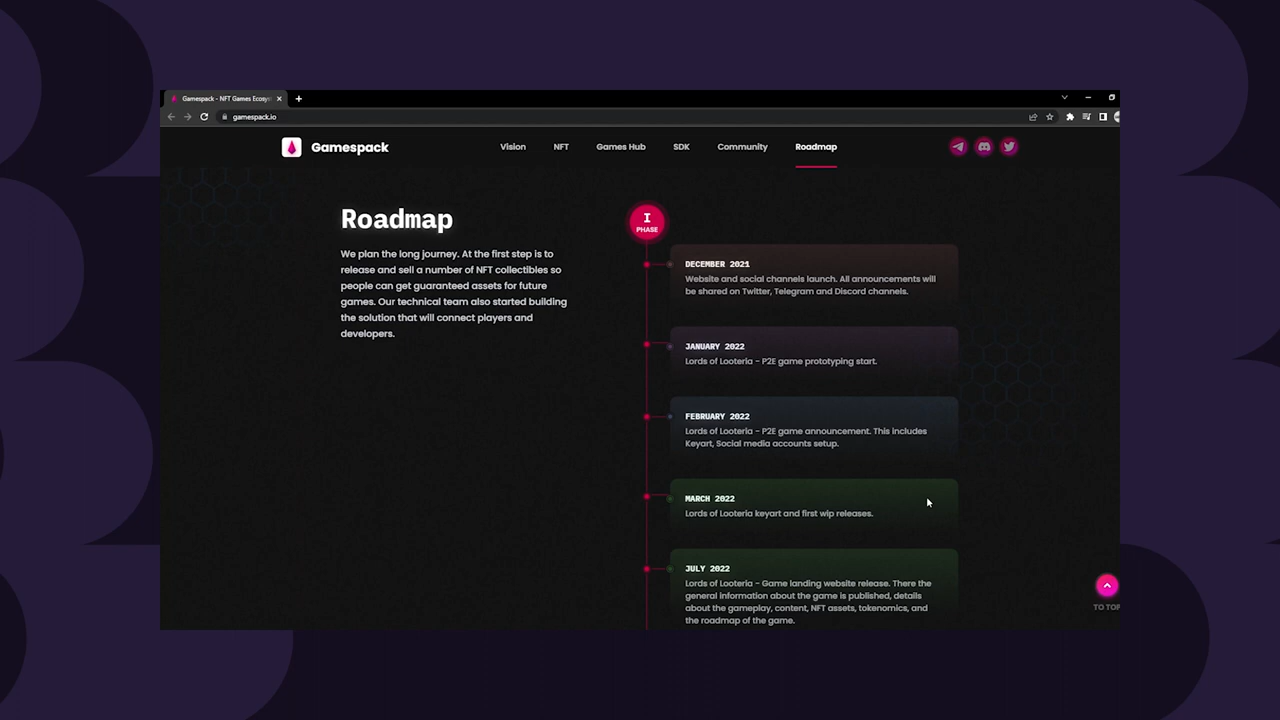 Gamespack - NFT Games Ecosy
gamespack.io
Gamespack
Vision
NFT
Games Hub
SDK
Community
Roadmap
Roadmap
We plan the long journey. At the first step is to
release and sell a number of NFT collectibles so
people can get guaranteed assets for future
games. Our technical team also started building
the solution that will connect players and
developers.
I
PHASE
DECEMBER 2021
Website and social channels launch. All announcements will
be shared on Twitter, Telegram and Discord channels.
JANUARY 2022
Lords of Looteria - P2E game prototyping start.
FEBRUARY 2022
Lords of Looteria - P2E game announcement. This includes
Keyart, Social media accounts setup.
MARCH 2022
Lords of Looteria keyart and first wip releases.
JULY 2022
Lords of Looteria - Game landing website release. There the
general information about the game is published, details
about the gameplay, content, NFT assets, tokenomics, and
the roadmap of the game.
TO TOP